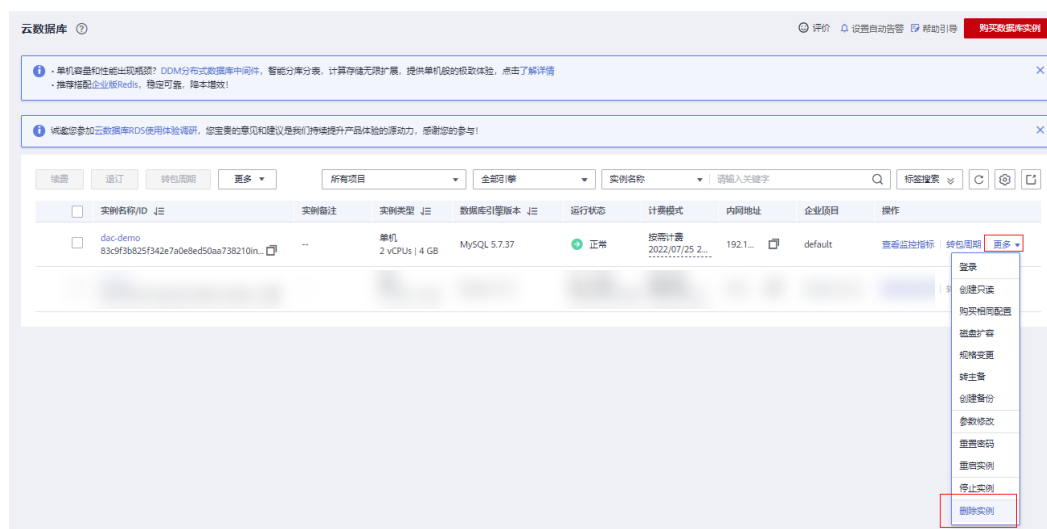 云数据库
评价 设置自动告警 帮助引导 购买数据库实例
· 单机容量和性能出现瓶颈？DDM分布式数据库中间件，智能分库分表，计算存储无限扩展，提供单机般的极致体验，点击了解详情
· 推荐搭配企业版Redis，稳定可靠，降本增效!
诚邀您参加云数据库RDS使用体验调研，您宝贵的意见和建议是我们持续提升产品体验的源动力，感谢您的参与!
续费 退订 转包周期 更多 所有项目 全部引擎 实例名称 请输入关键字 标签搜索
实例名称/ID 实例备注 实例类型 数据库引擎版本 运行状态 计费模式 内网地址 企业项目 操作
dac-demo
83c9f3b825f342e7a0e8ed50aa738210in...
--
单机
2 vCPUs | 4 GB
MySQL 5.7.37
正常
按需计费
2022/07/25 2...
192.1...
default
查看监控指标 转包周期 更多
登录
创建只读
购买相同配置
磁盘扩容
规格变更
转主备
创建备份
参数修改
重置密码
重启实例
停止实例
删除实例